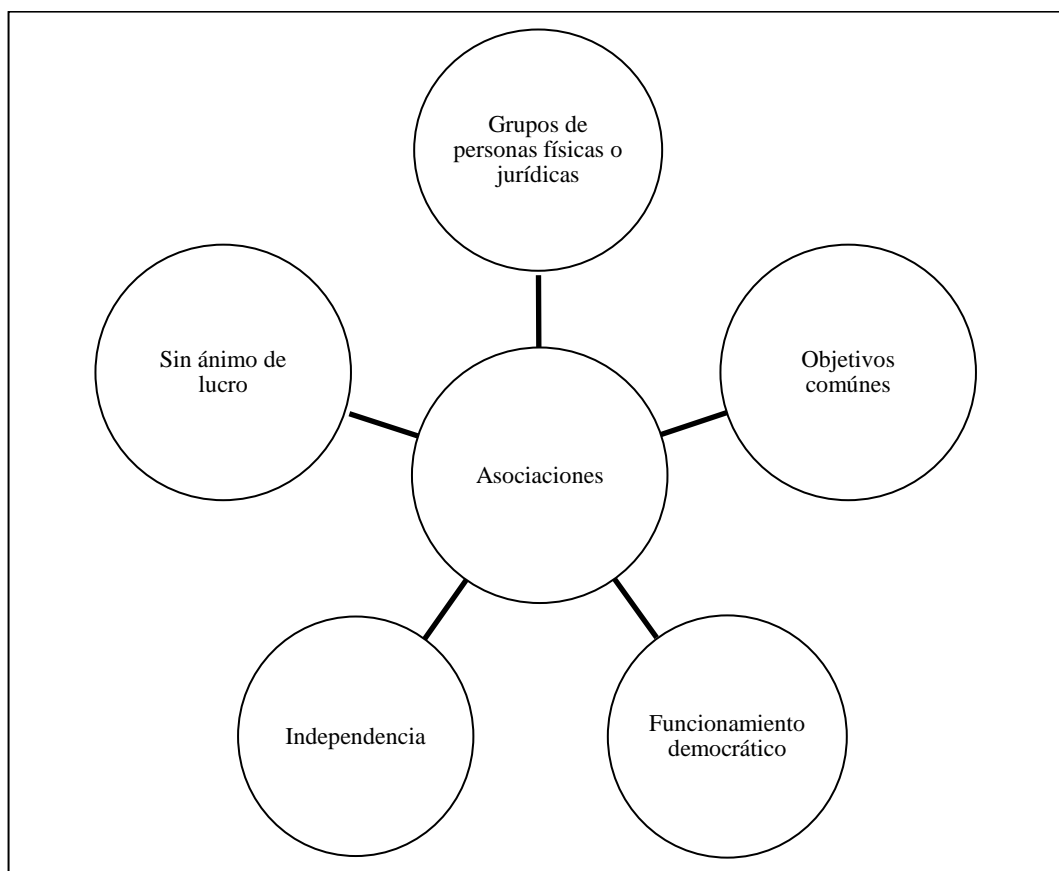 Grupos de
personas físicas o
jurídicas
Sin ánimo de
lucro
Objetivos
comúnes
Asociaciones
Independencia
Funcionamiento
democrático